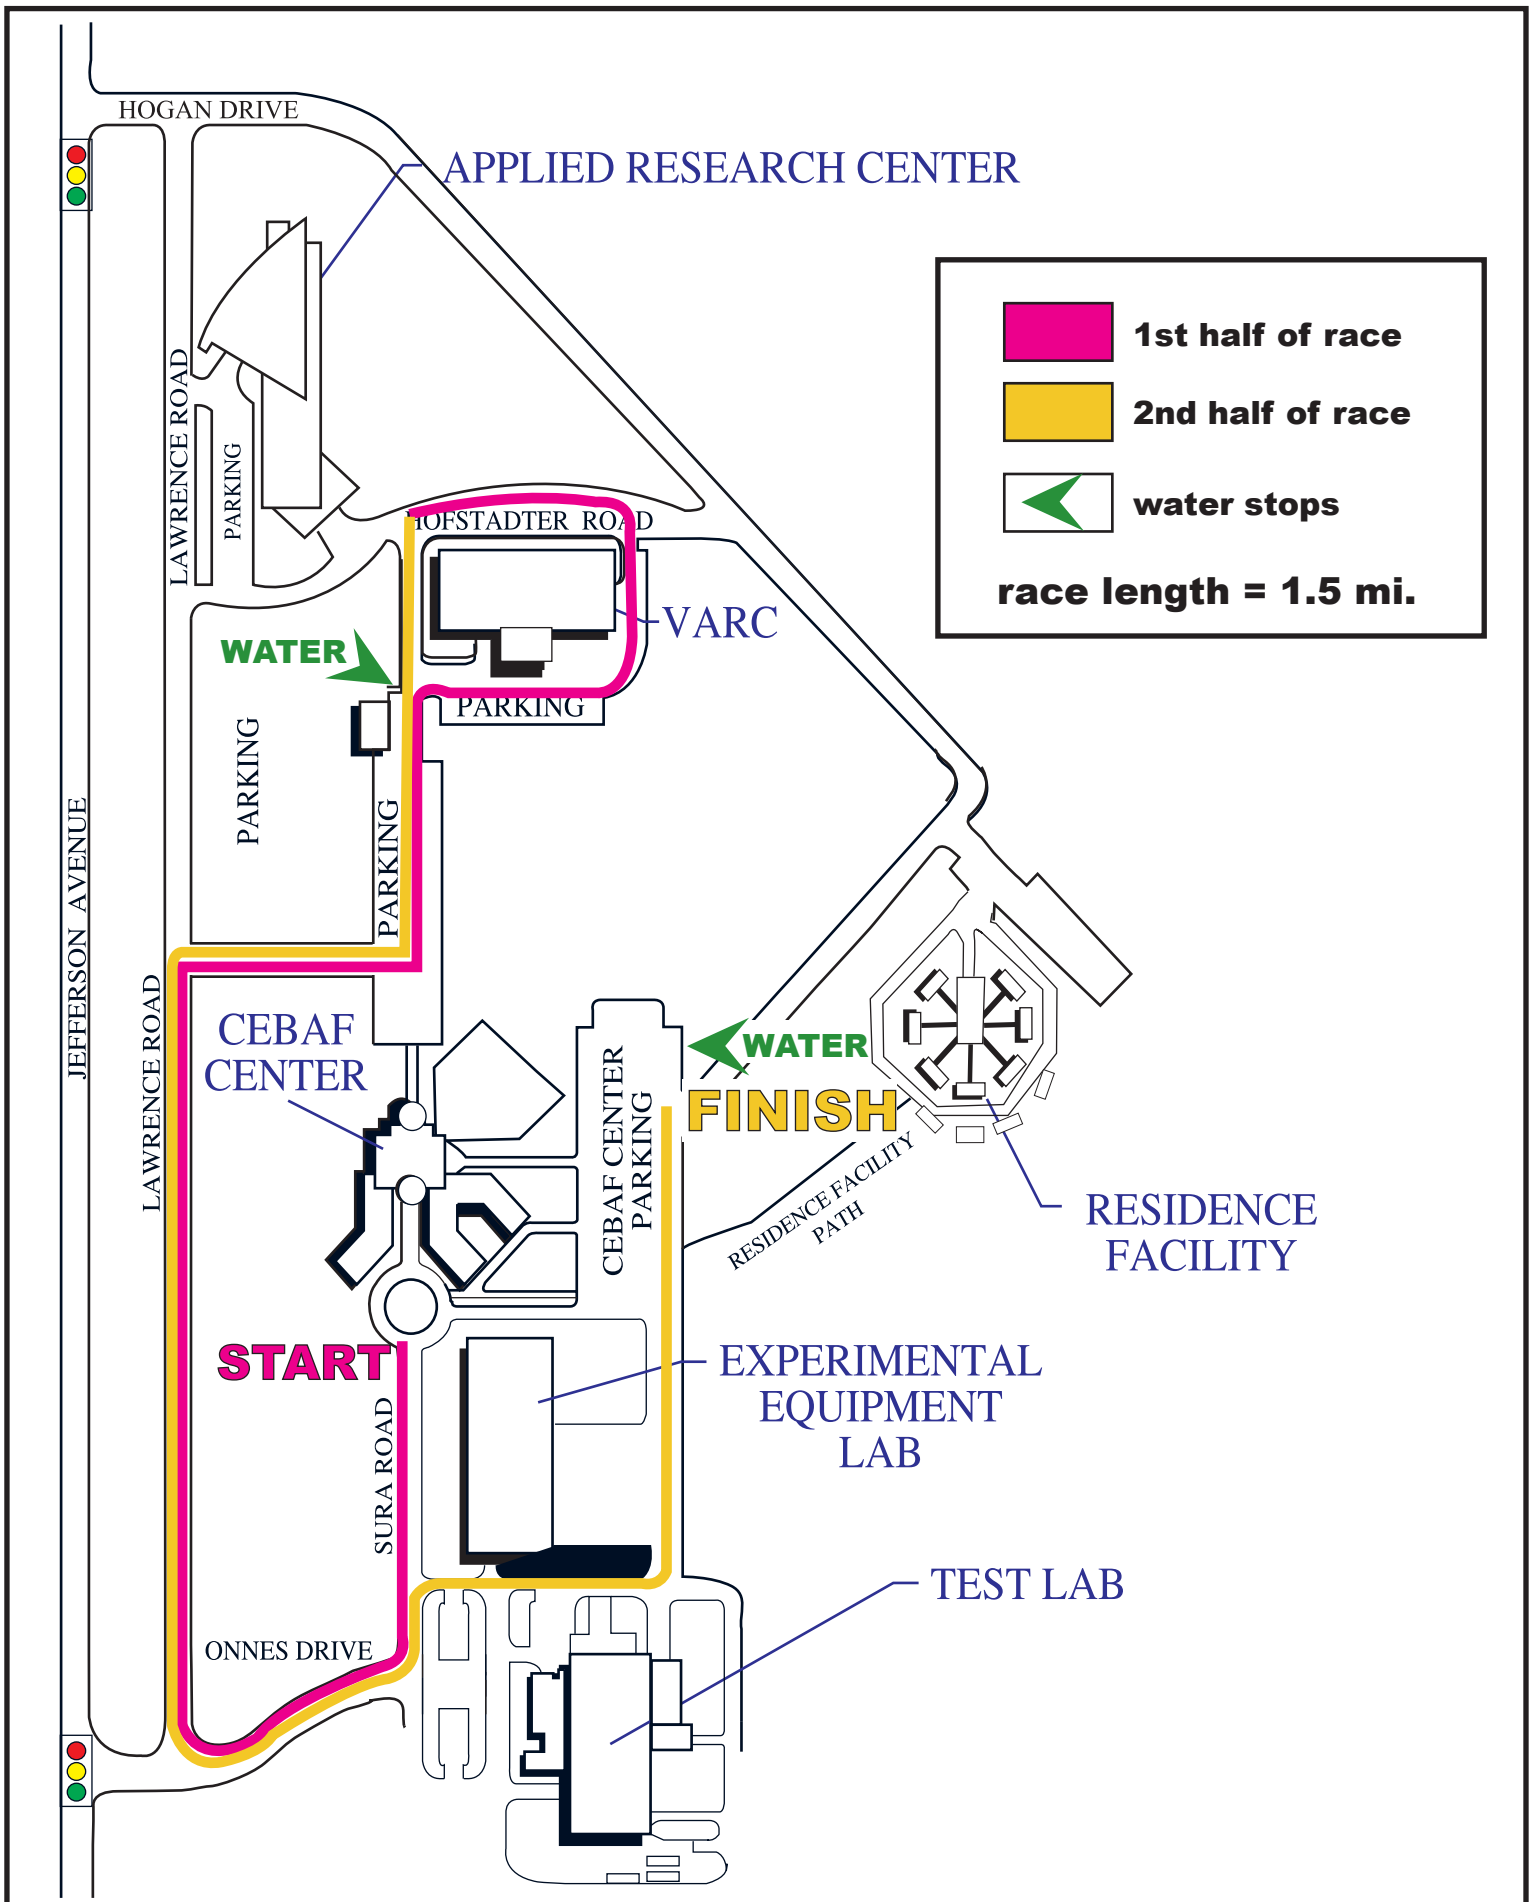 HOGAN DRIVE
APPLIED RESEARCH CENTER
1st half of race
2nd half of race
water stops
race length = 1.5 mi.
LAWRENCE ROAD
PARKING
HOFSTADTER ROAD
VARC
WATER
PARKING
PARKING
PARKING
JEFFERSON AVENUE
LAWRENCE ROAD
CEBAF
CENTER
CEBAF CENTER
PARKING
WATER
FINISH
RESIDENCE FACILITY
PATH
RESIDENCE
FACILITY
START
SURA ROAD
EXPERIMENTAL
EQUIPMENT
LAB
TEST LAB
ONNES DRIVE